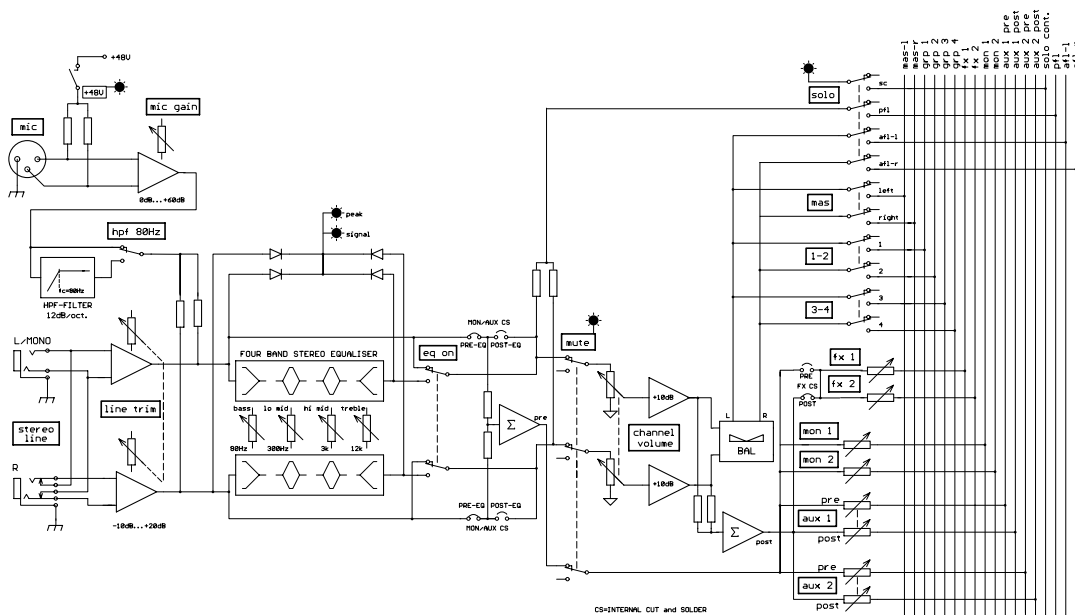 +48V
+48V
mic gain
mic
0dB...+60dB
hpf 80Hz
fc=80Hz
HPF-FILTER
12dB/oct.
L/MONO
line trim
stereo
line
R
-10dB...+20dB
peak
signal
FOUR BAND STEREO EQUALISER
bass
lo mid
hi mid
treble
80Hz
300Hz
3k
12k
eq on
MON/AUX CS
PRE-EQ
POST-EQ
Σ
pre
PRE-EQ
POST-EQ
MON/AUX CS
mute
+10dB
channel
volume
+10dB
L
R
BAL
Σ
post
solo
sc
pfl
afl-l
afl-r
mas
left
right
1-2
1
2
3-4
3
4
PRE
FX CS
POST
fx 1
fx 2
mon 1
mon 2
pre
aux 1
post
pre
aux 2
post
mas-l
mas-r
grp 1
grp 2
grp 3
grp 4
fx 1
fx 2
mon 1
mon 2
aux 1 pre
aux 1 post
aux 2 pre
aux 2 post
solo cont.
pfl
afl-l
CS=INTERNAL CUT and SOLDER